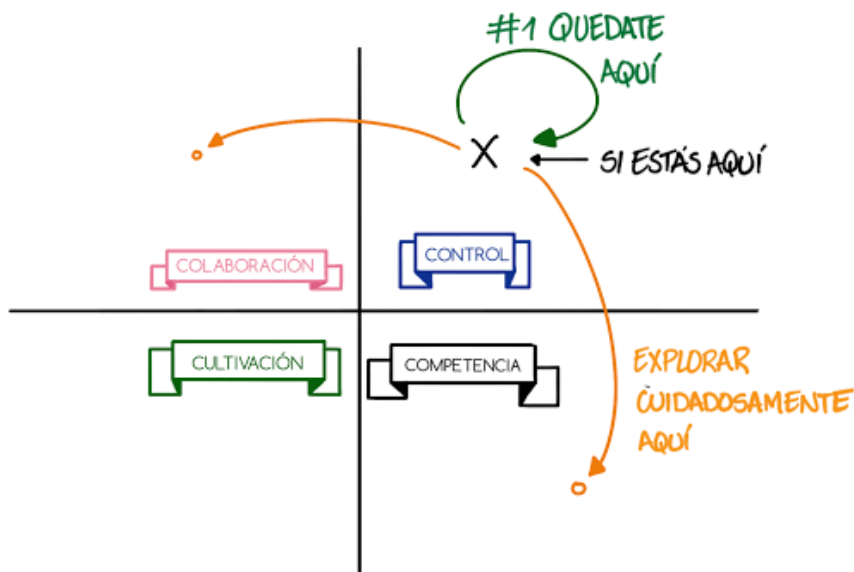 #1 QUEDATE
AQUÍ
X
SI ESTÁS AQUÍ
COLABORACIÓN
CONTROL
CULTIVACIÓN
COMPETENCIA
EXPLORAR
CUIDADOSAMENTE
AQUÍ